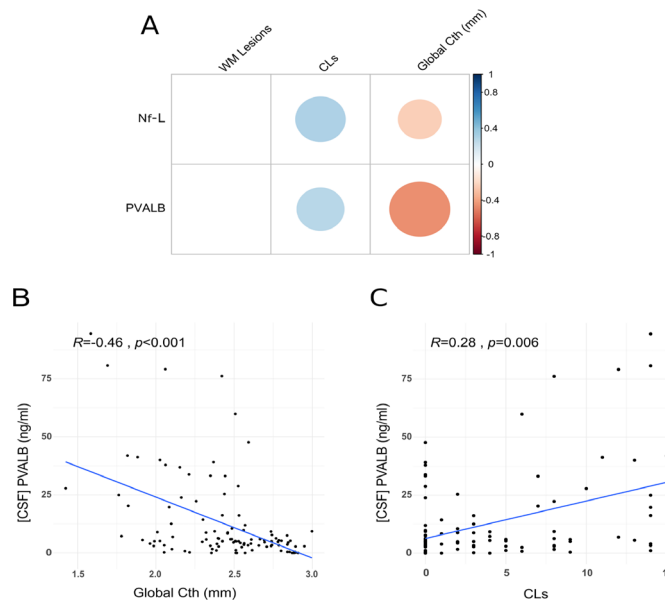 A
WM Lesions
CLs
Global Cth (mm)
Nf-L
PVALB
1
0.8
0.4
0
-0.4
-0.8
-1
B
R=-0.46 , p<0.001
[CSF] PVALB (ng/ml)
75
50
25
0
1.5 2.0 2.5 3.0
Global Cth (mm)
C
R=0.28 , p=0.006
[CSF] PVALB (ng/ml)
75
50
25
0
0 5 10
CLs